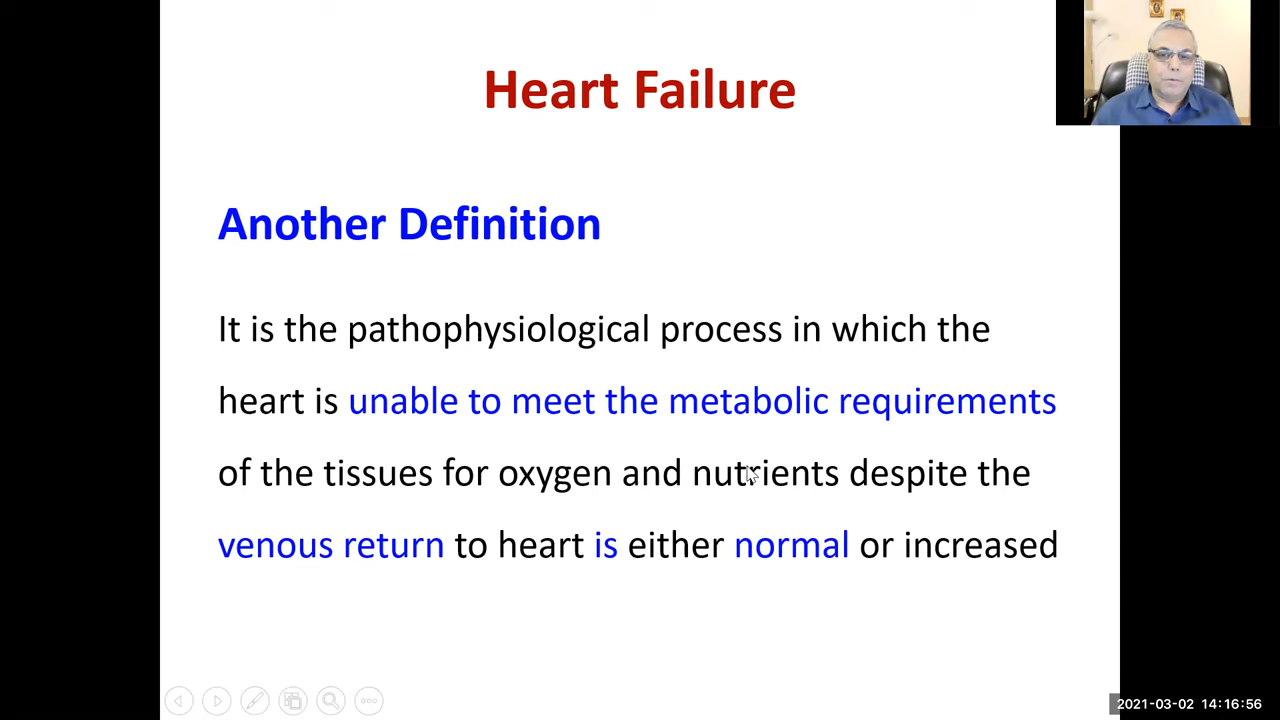 Heart Failure
Another Definition
It is the pathophysiological process in which the
heart is unable to meet the metabolic requirements
of the tissues for oxygen and nutrients despite the
venous return to heart is either normal or increased
2021-03-02 14:16:56